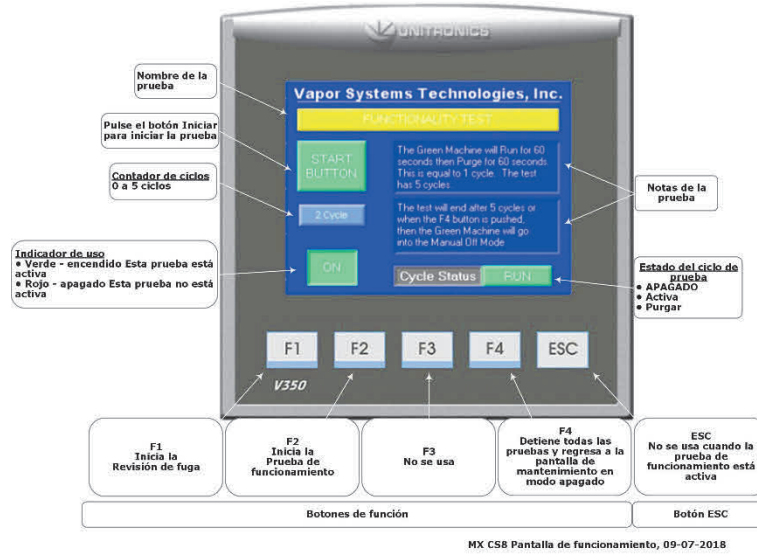 UNITRONICS
Nombre de la
prueba
Vapor Systems Technologies, Inc.
FUNCTIONALITY TEST
Pulse el botón Iniciar
para iniciar la prueba
START
BUTTON
The Green Machine will Run for 60
seconds then Purge for 60 seconds.
This is equal to 1 cycle. The test
has 5 cycles.
Contador de ciclos
0 a 5 ciclos
2 Cycle
The test will end after 5 cycles or
when the F4 button is pushed,
then the Green Machine will go
into the Manual Off Mode
Notas de la
prueba
Indicador de uso
• Verde - encendido Esta prueba está
activa
• Rojo - apagado Esta prueba no está
activa
ON
Cycle Status
RUN
Estado del ciclo de
prueba
• APAGADO
• Activa
• Purgar
F1
F2
F3
F4
ESC
V350
F1
Inicia la
Revisión de fuga
F2
Inicia la
Prueba de
funcionamiento
F3
No se usa
F4
Detiene todas las
pruebas y regresa a la
pantalla de
mantenimiento en
modo apagado
ESC
No se usa cuando la
prueba de
funcionamiento está
activa
Botones de función
Botón ESC
MX CS8 Pantalla de funcionamiento, 09-07-2018